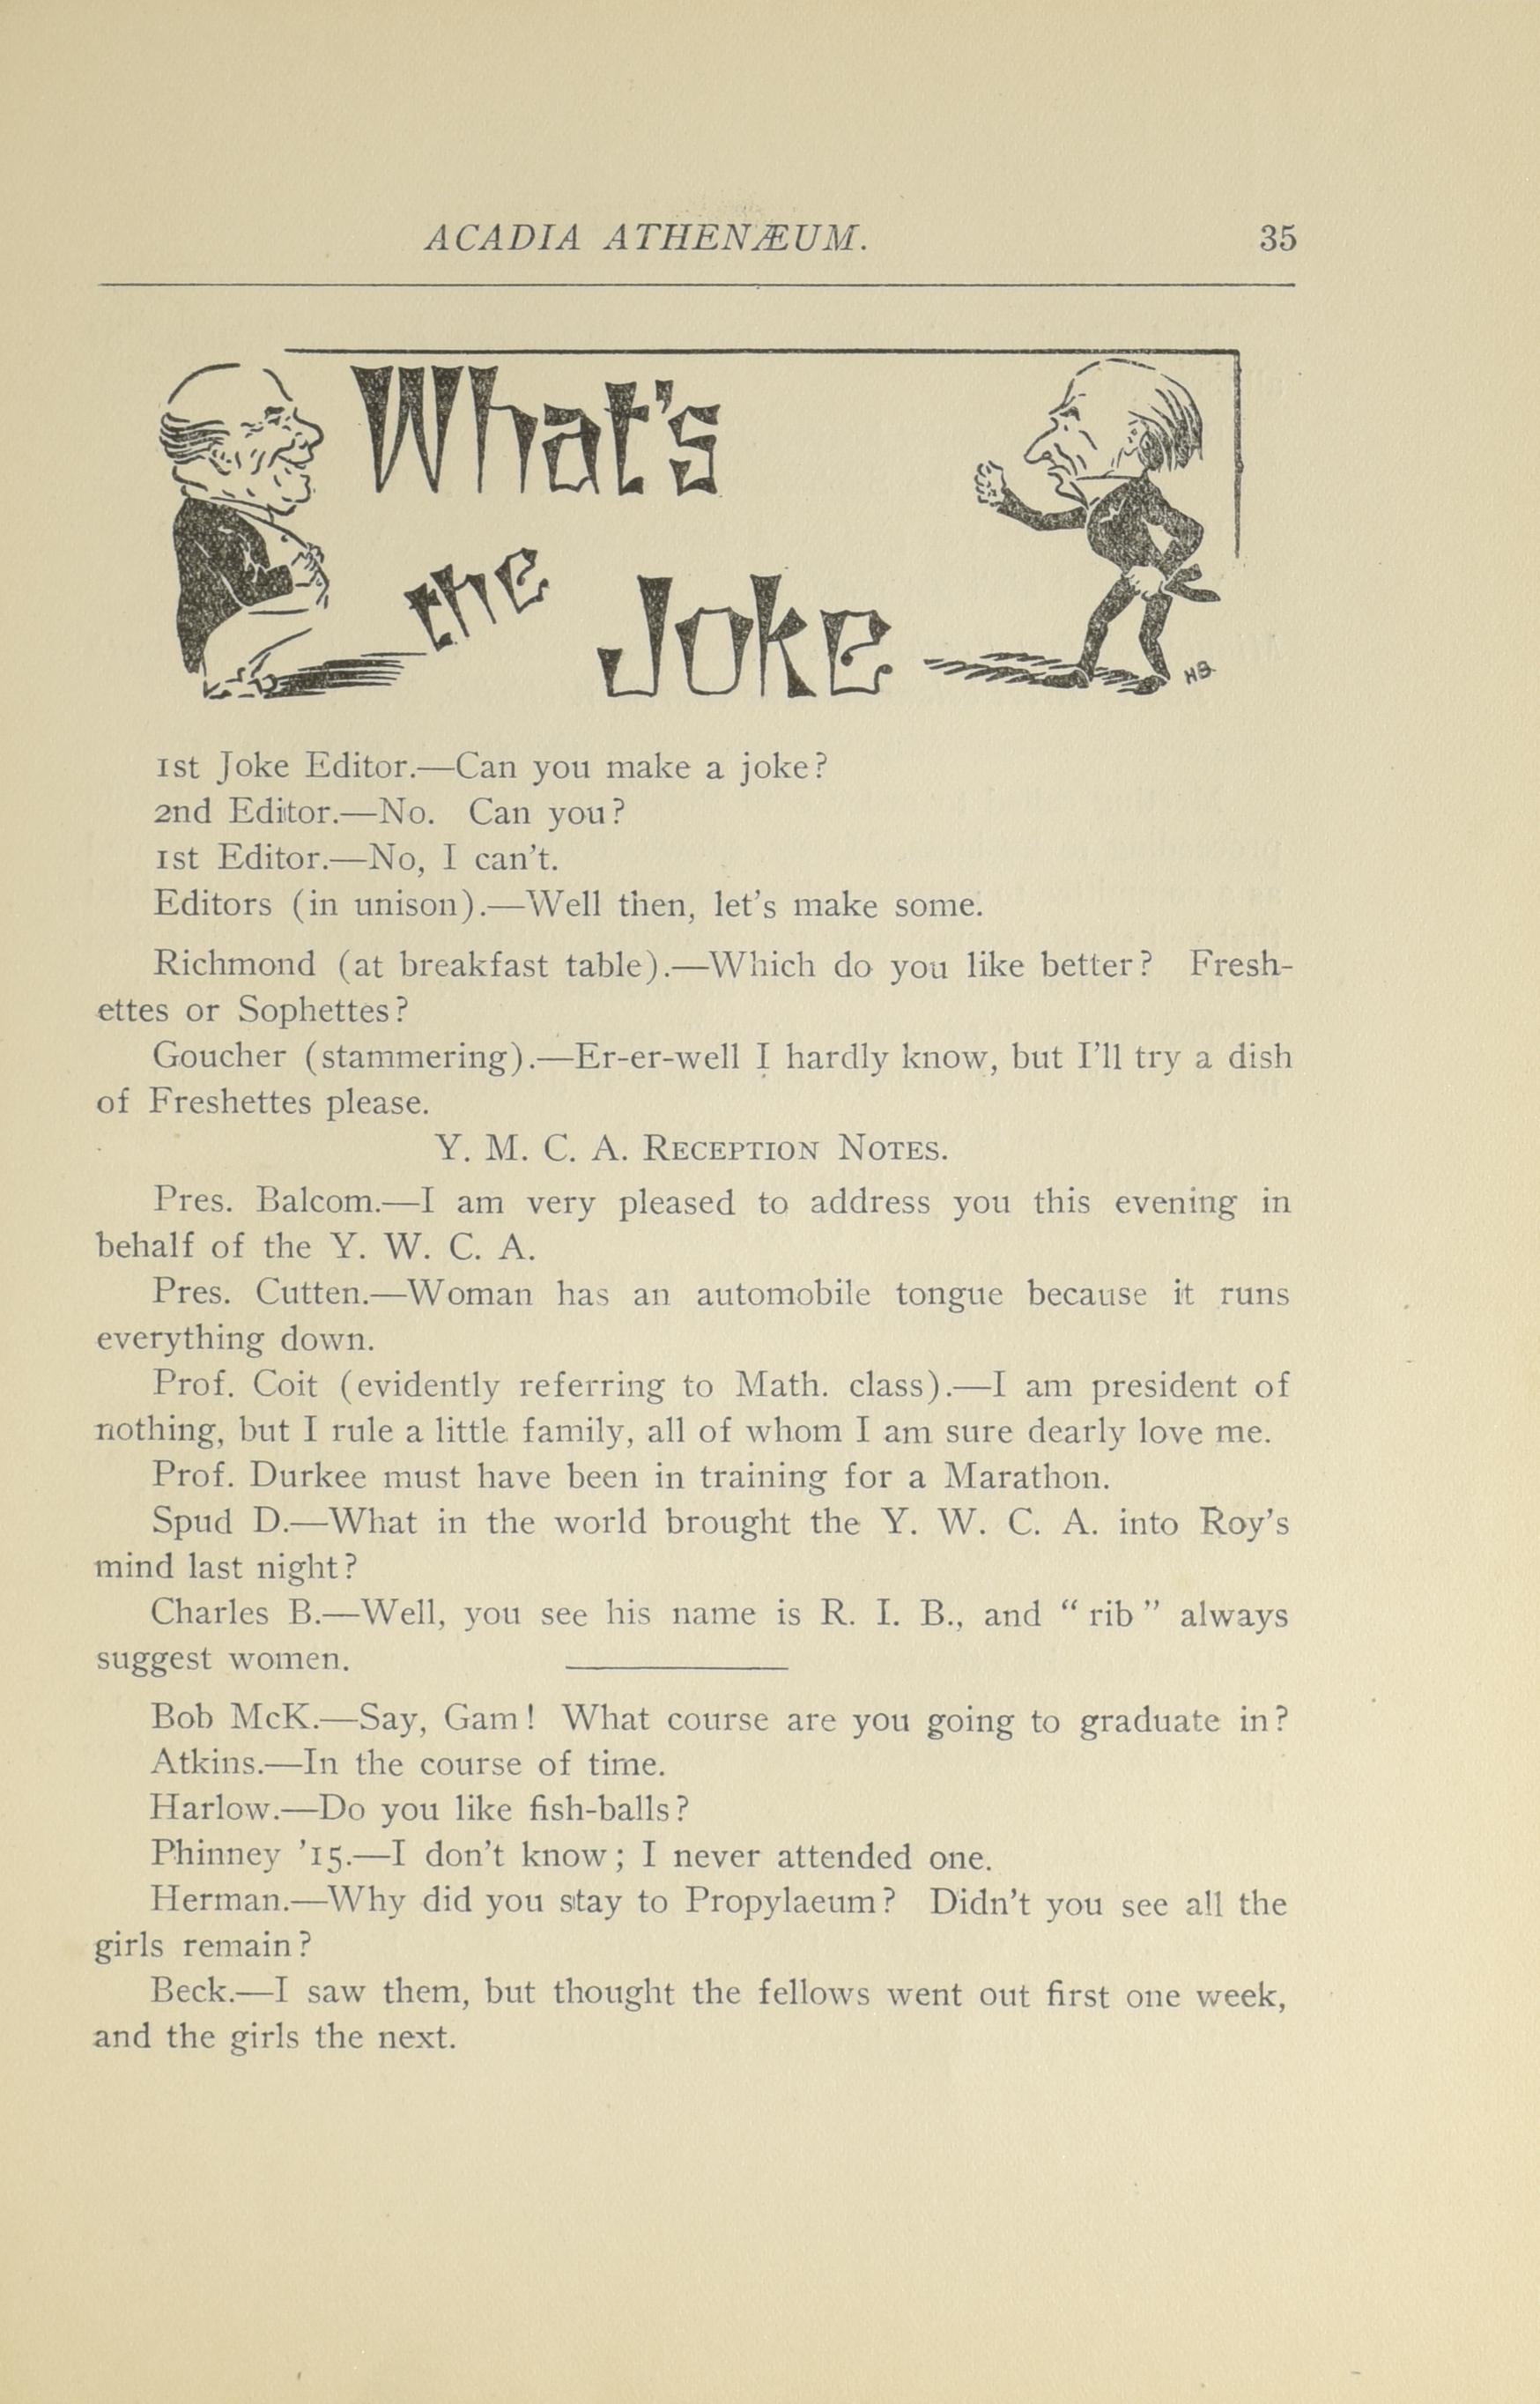 ACADIA ATHENÆUM. 35
What's
the Joke
HB
1st Joke Editor.—Can you make a joke?
2nd Editor.—No. Can you?
1st Editor.—No, I can't.
Editors (in unison).—Well then, let's make some.
Richmond (at breakfast table).—Which do you like better? Fresh-
ettes or Sophettes?
Goucher (stammering).—Er-er-well I hardly know, but I'll try a dish
of Freshettes please.
Y. M. C. A. RECEPTION NOTES.
Pres. Balcom.—I am very pleased to address you this evening in
behalf of the Y. W. C. A.
Pres. Cutten.—Woman has an automobile tongue because it runs
everything down.
Prof. Coit (evidently referring to Math. class).—I am president of
nothing, but I rule a little family, all of whom I am sure dearly love me.
Prof. Durkee must have been in training for a Marathon.
Spud D.—What in the world brought the Y. W. C. A. into Roy's
mind last night?
Charles B.—Well, you see his name is R. I. B., and "rib" always
suggest women.
Bob McK.—Say, Gam! What course are you going to graduate in?
Atkins.—In the course of time.
Harlow.—Do you like fish-balls?
Phinney '15.—I don't know; I never attended one.
Herman.—Why did you stay to Propylaeum? Didn't you see all the
girls remain?
Beck.—I saw them, but thought the fellows went out first one week,
and the girls the next.